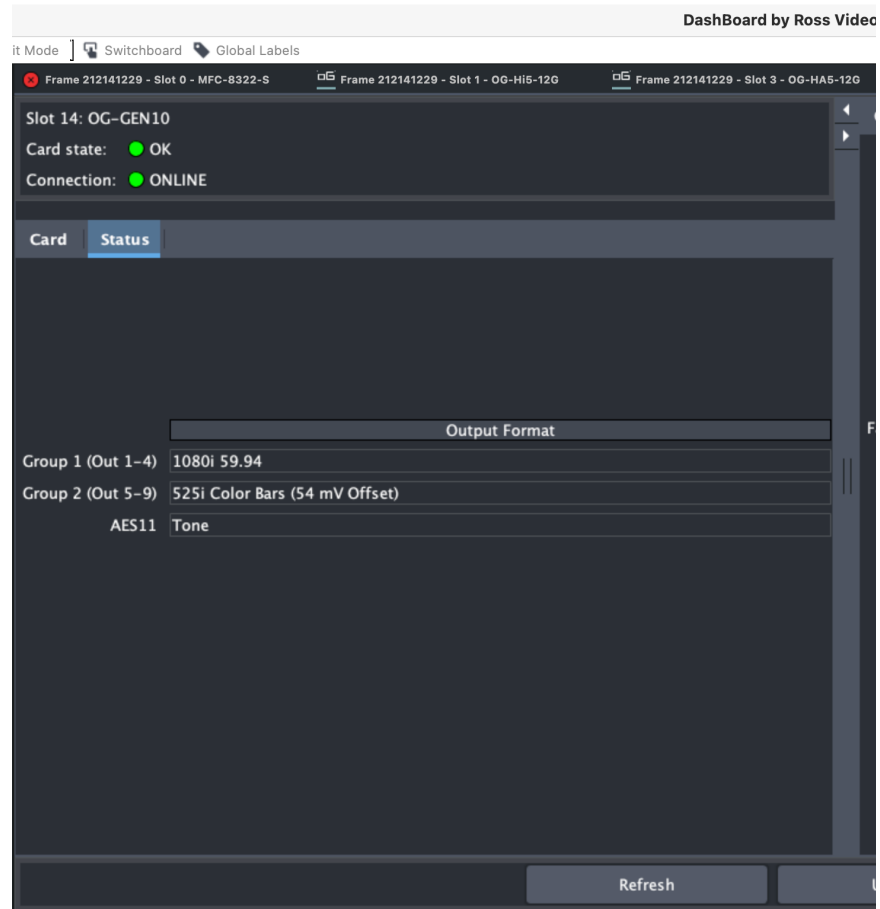 DashBoard by Ross Video
it Mode Switchboard Global Labels
Frame 212141229 - Slot 0 - MFC-8322-S oG Frame 212141229 - Slot 1 - OG-Hi5-12G oG Frame 212141229 - Slot 3 - OG-HA5-12G
Slot 14: OG-GEN10
Card state: OK
Connection: ONLINE
Card Status
Output Format
Group 1 (Out 1-4) 1080i 59.94
Group 2 (Out 5-9) 525i Color Bars (54 mV Offset)
AES11 Tone
Refresh